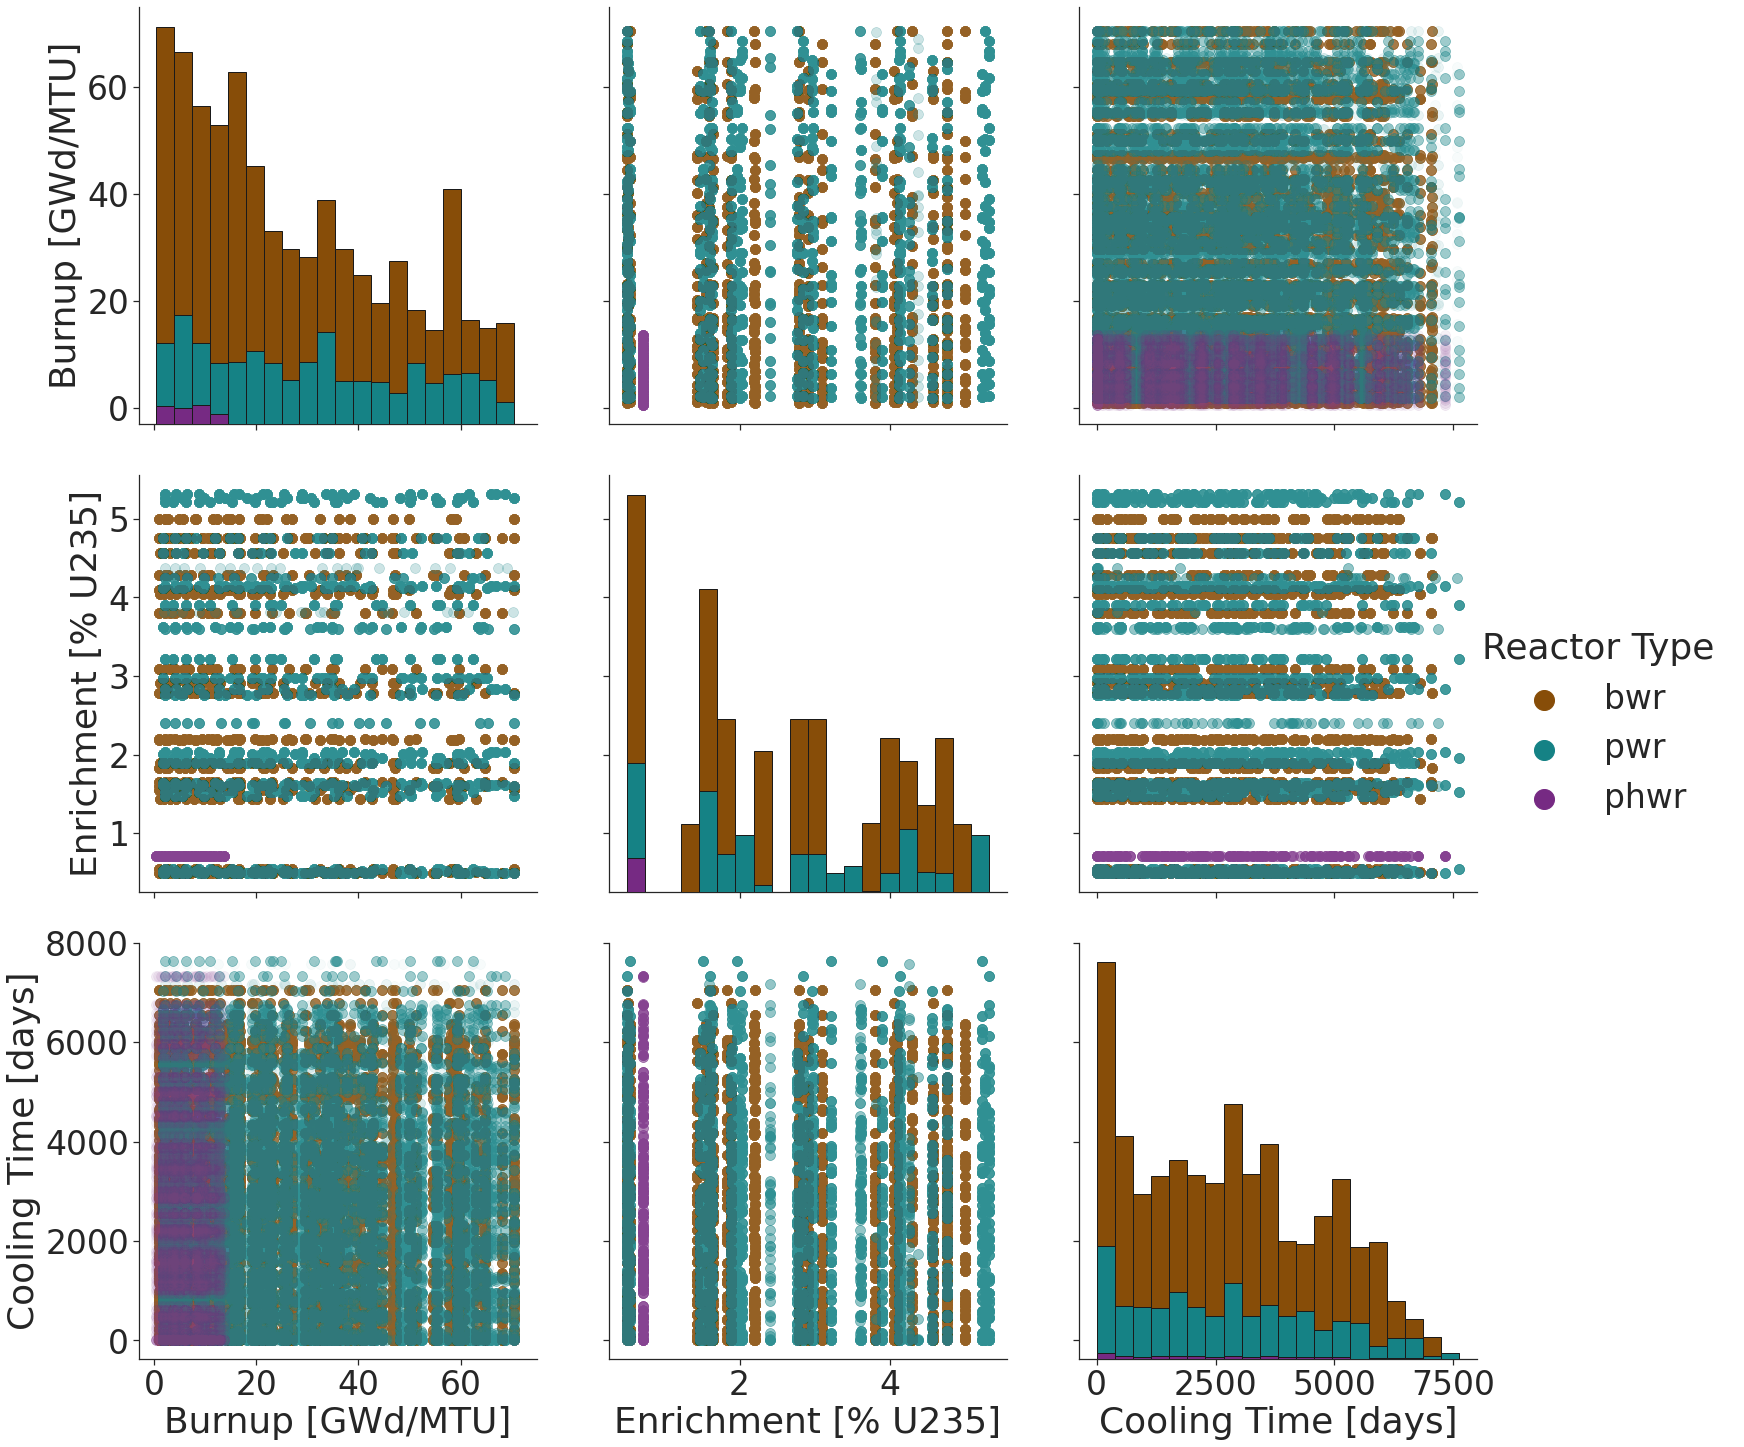 Burnup [GWd/MTU]
60
40
20
0
Enrichment [% U235]
5
4
3
2
1
Reactor Type
bwr
pwr
phwr
Cooling Time [days]
8000
6000
4000
2000
0
0 20 40 60
2 4
0 2500 5000 7500
Burnup [GWd/MTU]
Enrichment [% U235]
Cooling Time [days]